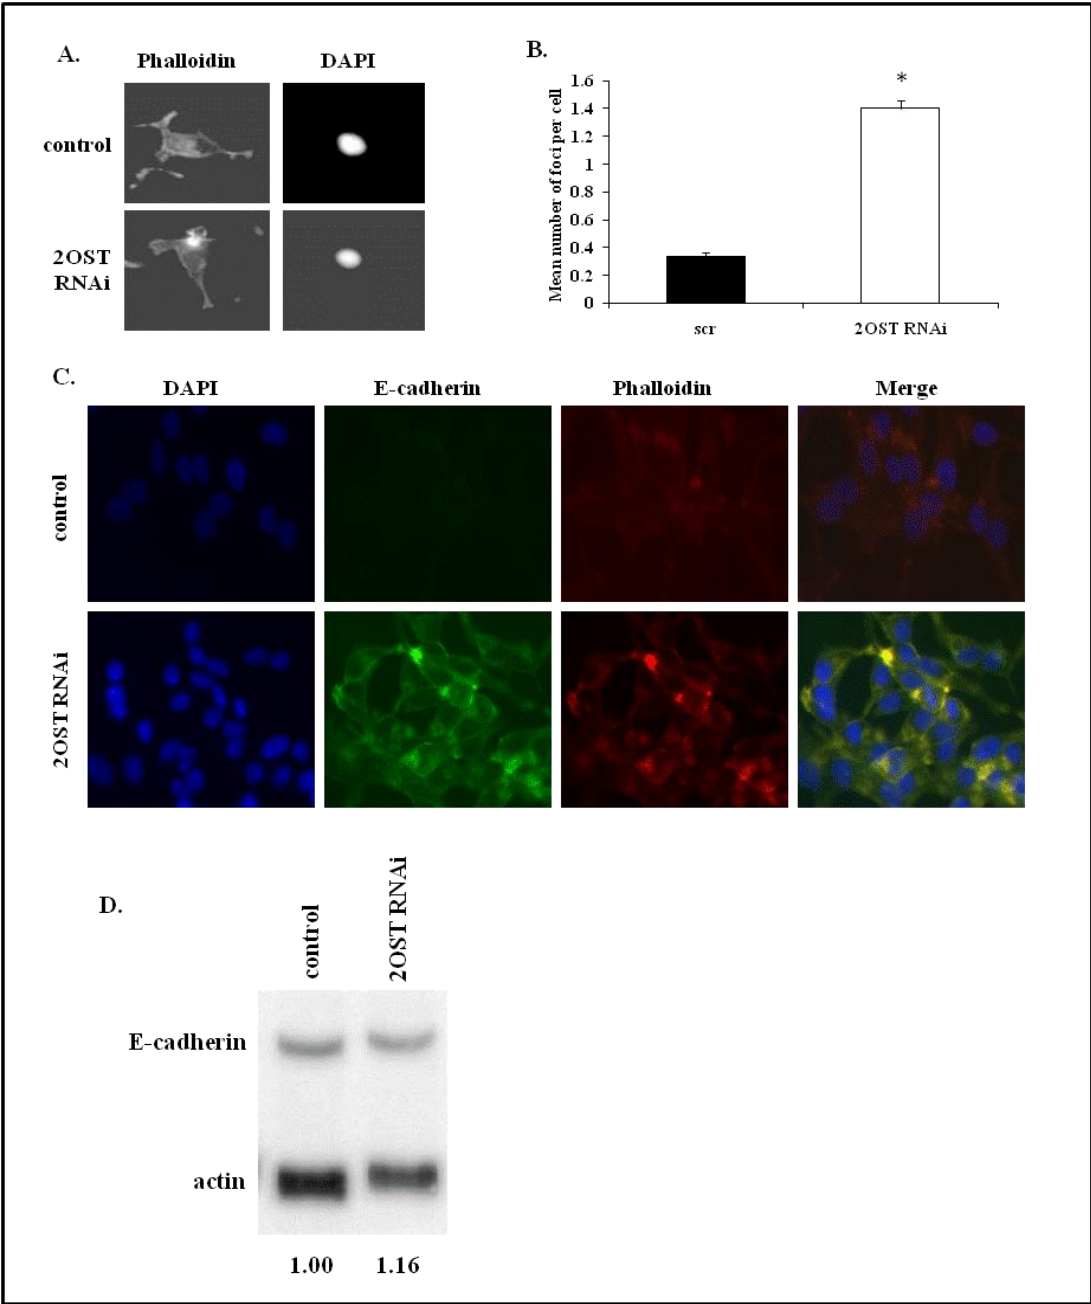 A.
Phalloidin
DAPI
control
2OST
RNAi
B.
Mean number of foci per cell
1.6
1.4
1.2
1
0.8
0.6
0.4
0.2
0
*
scr
2OST RNAi
C.
DAPI
E-cadherin
Phalloidin
Merge
control
2OST RNAi
D.
control
2OST RNAi
E-cadherin
actin
1.00
1.16